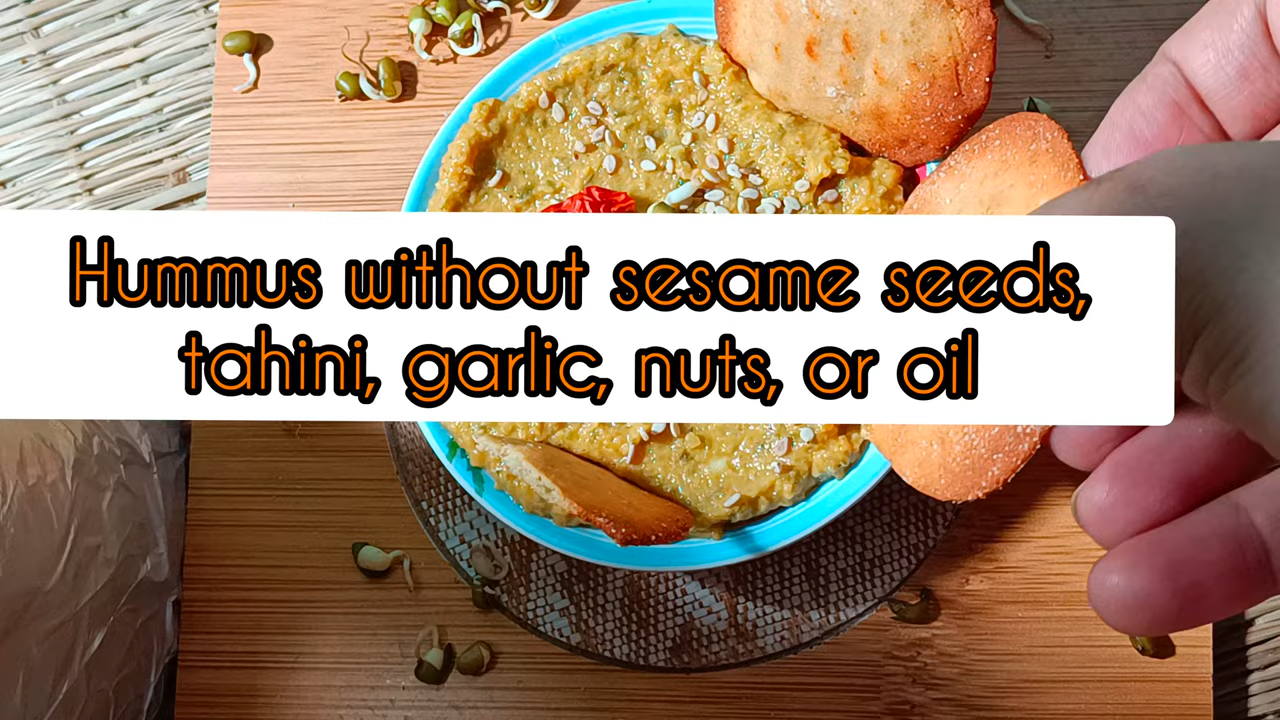 Hummus without sesame seeds,
tahini, garlic, nuts, or oil